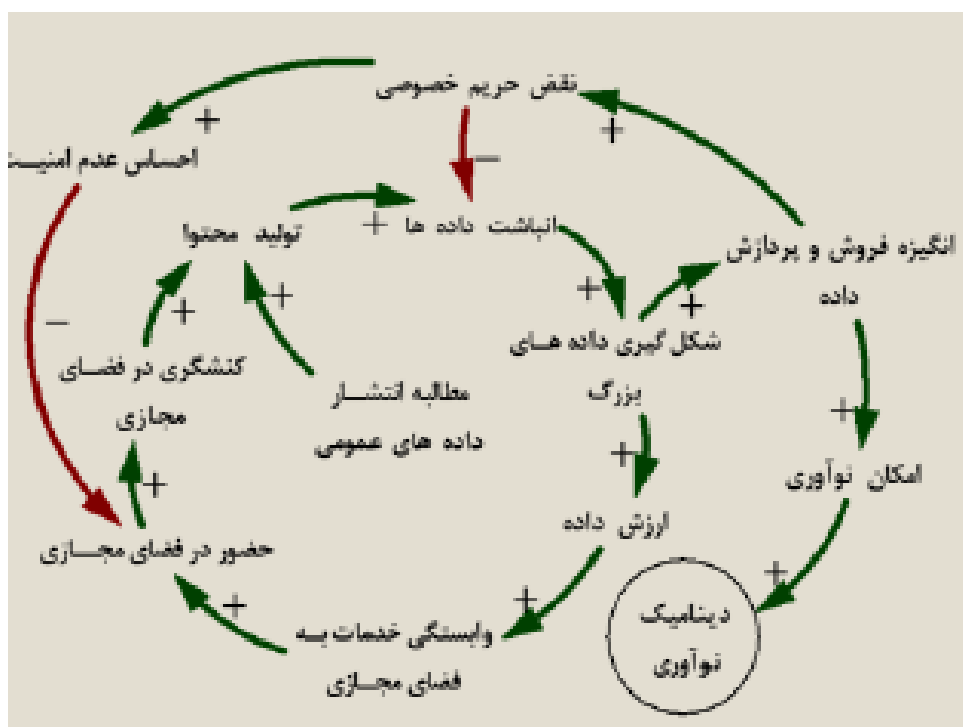 نقض حریم خصوصی
+
+
احساس عدم امنیت
−
تولید محتوا
+ انباشت داده ها
انگیزه فروش و پردازش
داده
+
+
+
+
−
شکل گیری داده های
بزرگ
کنشگری در فضای
مجازی
مطالبه انتشار
داده های عمومی
+
+
امکان نوآوری
+
ارزش داده
حضور در فضای مجازی
+
+
+
دینامیک
نوآوری
وابستگی خدمات به
فضای مجازی